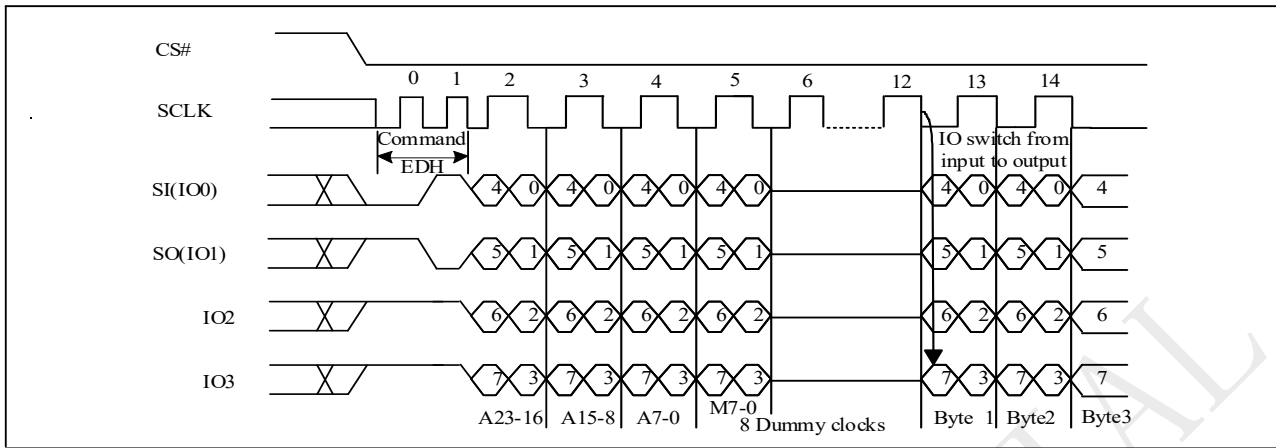 CS#
0 1 2 3 4 5 6 12 13 14
SCLK
Command
EDH
IO switch from
input to output
SI(IO0) 4 0 4 0 4 0 4 0 4 0 4 0 4
SO(IO1) 5 1 5 1 5 1 5 1 5 1 5 1 5
IO2 6 2 6 2 6 2 6 2 6 2 6 2 6
IO3 7 3 7 3 7 3 7 3 7 3 7 3 7
A23-16 A15-8 A7-0 M7-0 8 Dummy clocks Byte 1 Byte2 Byte3